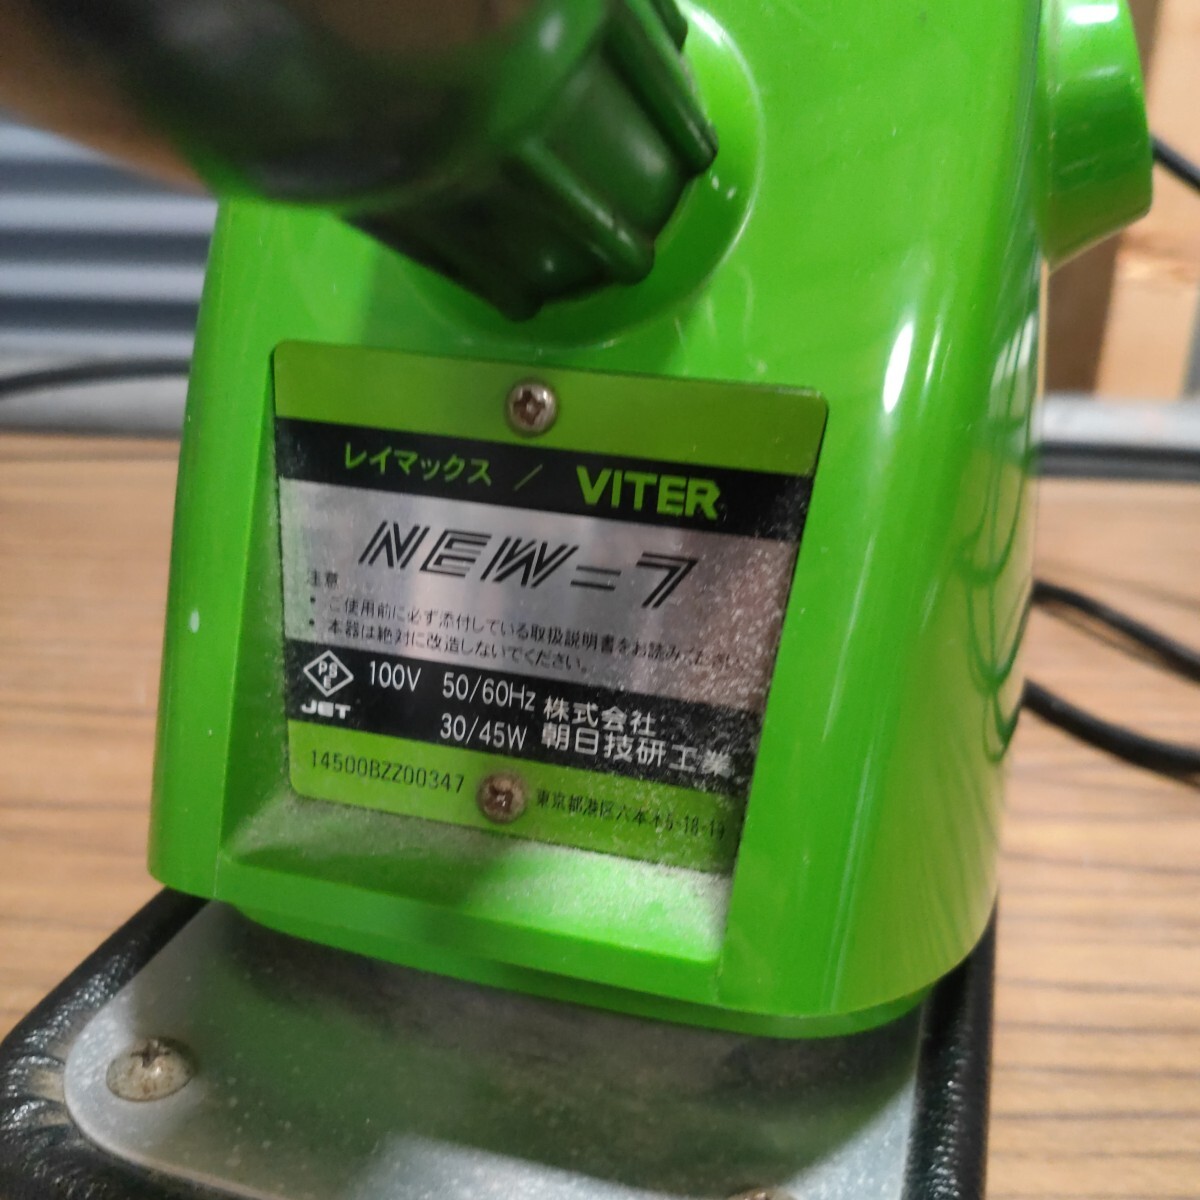 レイマックス / VITER
NEW-7
注意
・ご使用前に必ず添付している取扱説明書をお読みください。
・本器は絶対に改造しないでください。
PSE 100V 50/60Hz 株式会社
JET 30/45W 朝日技研工業
14500BZZ00347 東京都港区六本木5-18-19